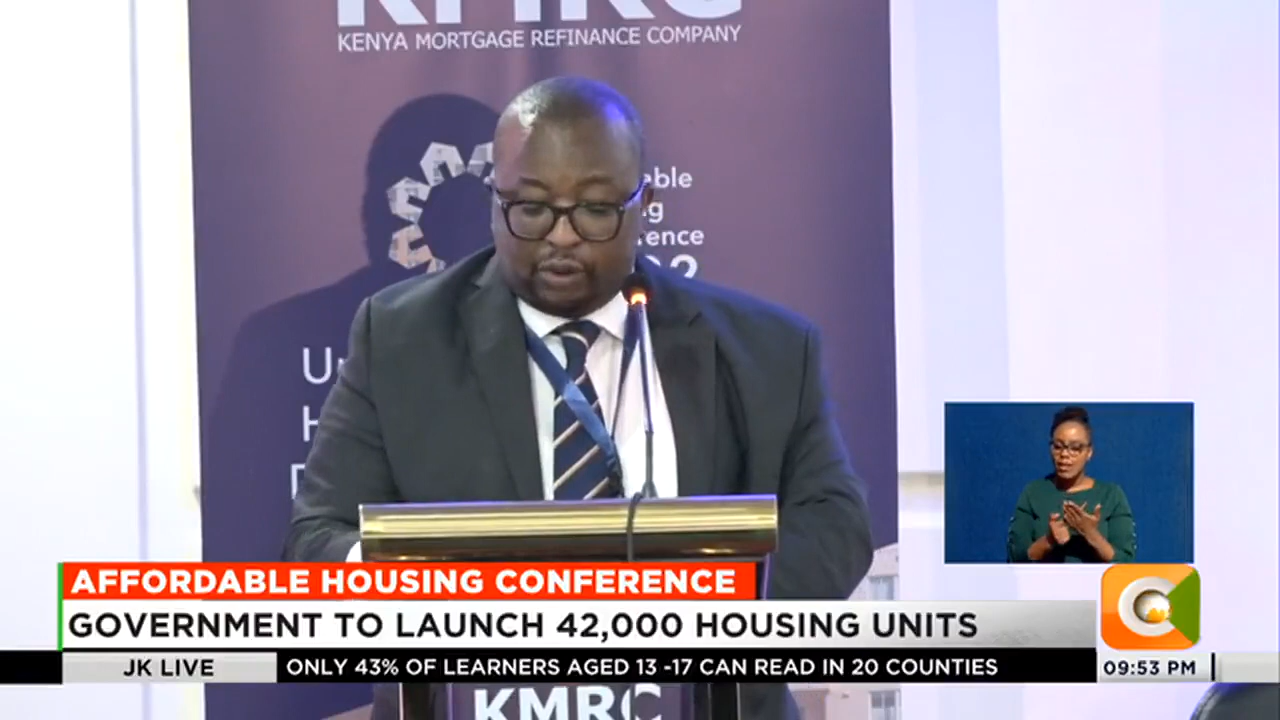 KMRC
KENYA MORTGAGE REFINANCE COMPANY
AFFORDABLE HOUSING CONFERENCE
GOVERNMENT TO LAUNCH 42,000 HOUSING UNITS
JK LIVE
ONLY 43% OF LEARNERS AGED 13 -17 CAN READ IN 20 COUNTIES
09:53 PM
KMRC